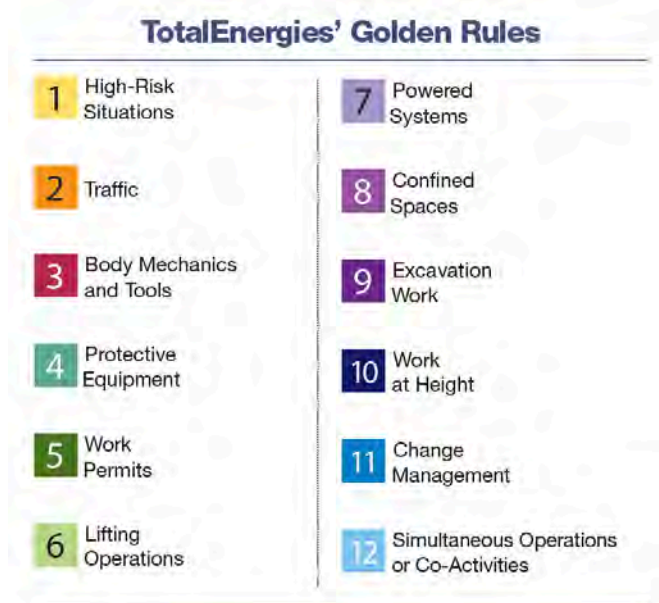 TotalEnergies' Golden Rules
1
High-Risk
Situations
2
Traffic
3
Body Mechanics
and Tools
4
Protective
Equipment
5
Work
Permits
6
Lifting
Operations
7
Powered
Systems
8
Confined
Spaces
9
Excavation
Work
10
Work
at Height
11
Change
Management
12
Simultaneous Operations
or Co-Activities